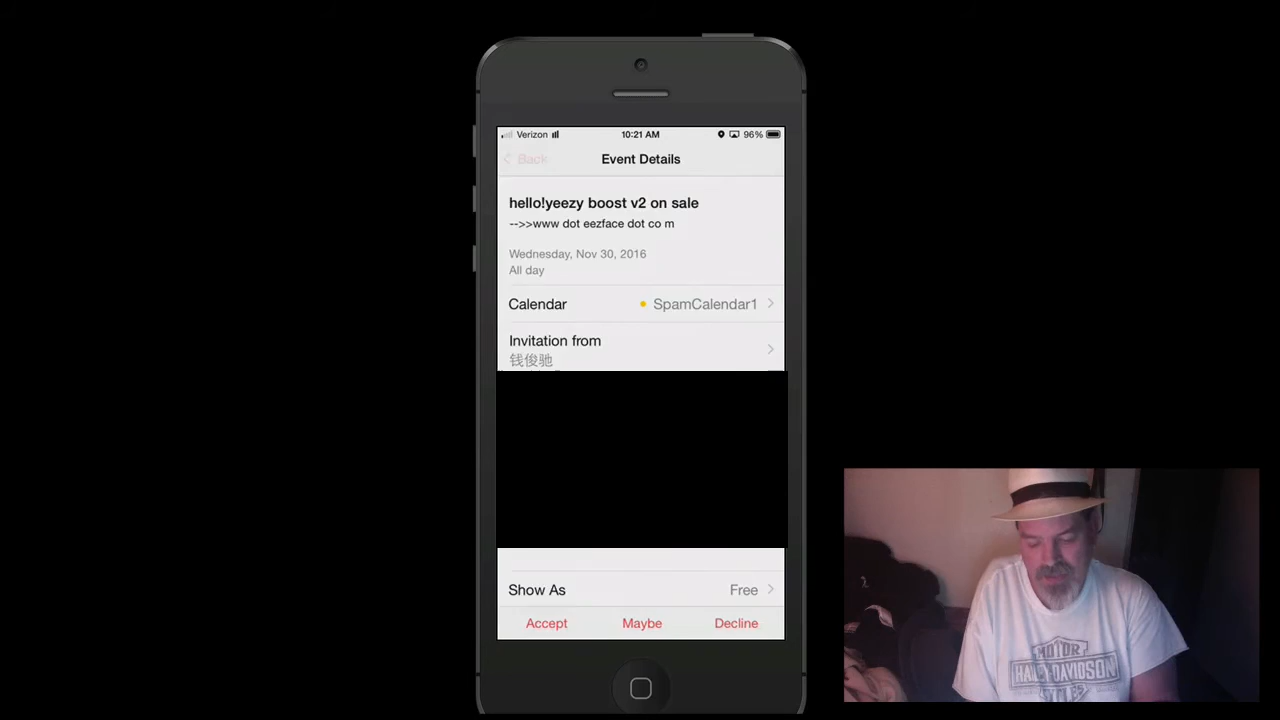 Verizon 10:21 AM 96%
Back Event Details
hello!yeezy boost v2 on sale
-->>www dot eezface dot co m
Wednesday, Nov 30, 2016
All day
Calendar SpamCalendar1
Invitation from
钱俊驰
Show As Free
Accept Maybe Decline
MOTOR
HARLEY-DAVIDSON
CYCLES